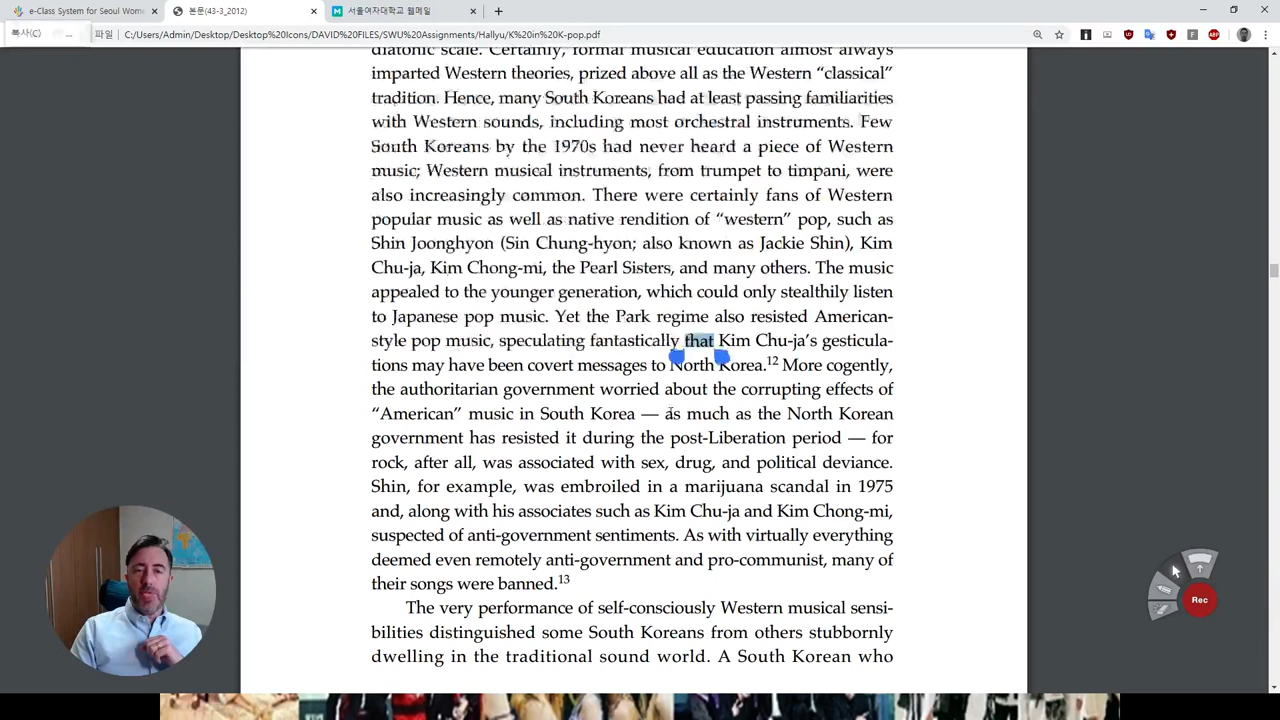 e-Class System for Seoul Wome
본문(43-3_2012)
서울여자대학교 웹메일
복사(C) ...
파일
C:/Users/Admin/Desktop/Desktop%20Icons/DAVID%20FILES/SWU%20Assignments/Hallyu/K%20in%20K-pop.pdf
diatonic scale. Certainly, formal musical education almost always
imparted Western theories, prized above all as the Western “classical”
tradition. Hence, many South Koreans had at least passing familiarities
with Western sounds, including most orchestral instruments. Few
South Koreans by the 1970s had never heard a piece of Western
music; Western musical instruments, from trumpet to timpani, were
also increasingly common. There were certainly fans of Western
popular music as well as native rendition of “western” pop, such as
Shin Joonghyon (Sin Chung-hyon; also known as Jackie Shin), Kim
Chu-ja, Kim Chong-mi, the Pearl Sisters, and many others. The music
appealed to the younger generation, which could only stealthily listen
to Japanese pop music. Yet the Park regime also resisted American-
style pop music, speculating fantastically that Kim Chu-ja’s gesticula-
tions may have been covert messages to North Korea.12 More cogently,
the authoritarian government worried about the corrupting effects of
“American” music in South Korea — as much as the North Korean
government has resisted it during the post-Liberation period — for
rock, after all, was associated with sex, drug, and political deviance.
Shin, for example, was embroiled in a marijuana scandal in 1975
and, along with his associates such as Kim Chu-ja and Kim Chong-mi,
suspected of anti-government sentiments. As with virtually everything
deemed even remotely anti-government and pro-communist, many of
their songs were banned.13
The very performance of self-consciously Western musical sensi-
bilities distinguished some South Koreans from others stubbornly
dwelling in the traditional sound world. A South Korean who
Rec